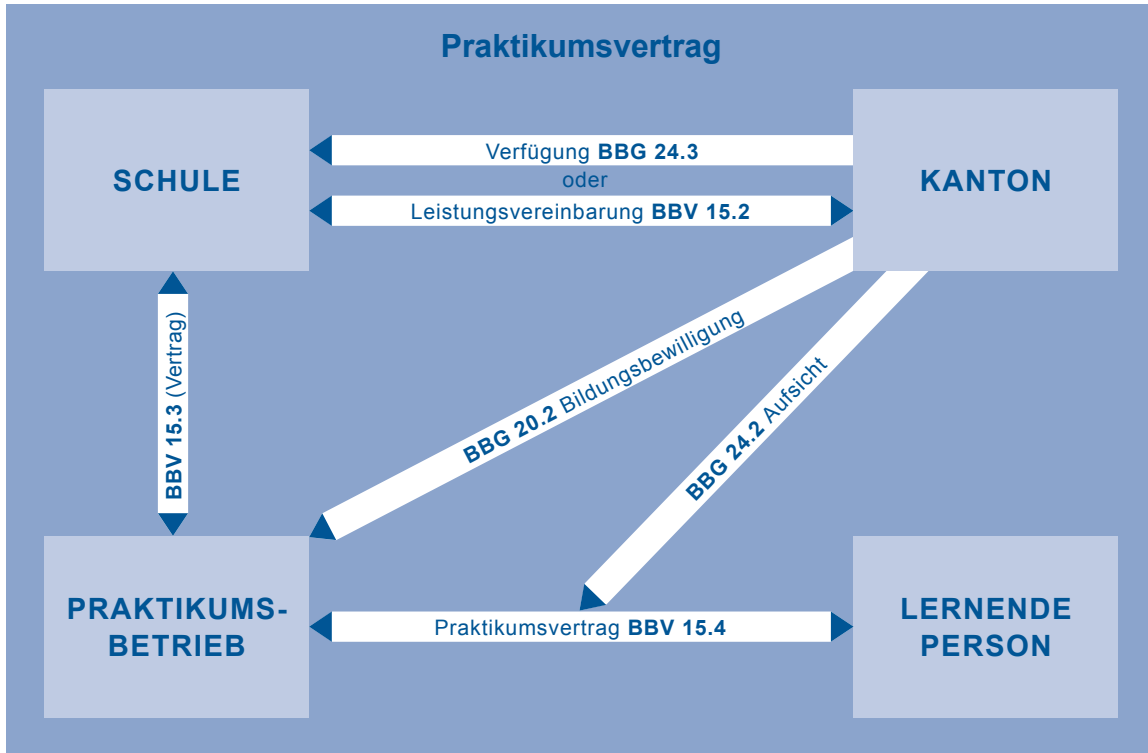 Praktikumsvertrag
SCHULE
Verfügung BBG 24.3
oder
Leistungsvereinbarung BBV 15.2
KANTON
BBV 15.3 (Vertrag)
BBG 20.2 Bildungsbewilligung
BBG 24.2 Aufsicht
PRAKTIKUMS-
BETRIEB
Praktikumsvertrag BBV 15.4
LERNENDE
PERSON